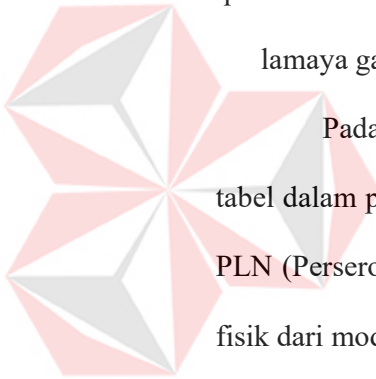 lamaya ga
Pada
tabel dalam p
PLN (Persero
fisik dari mod